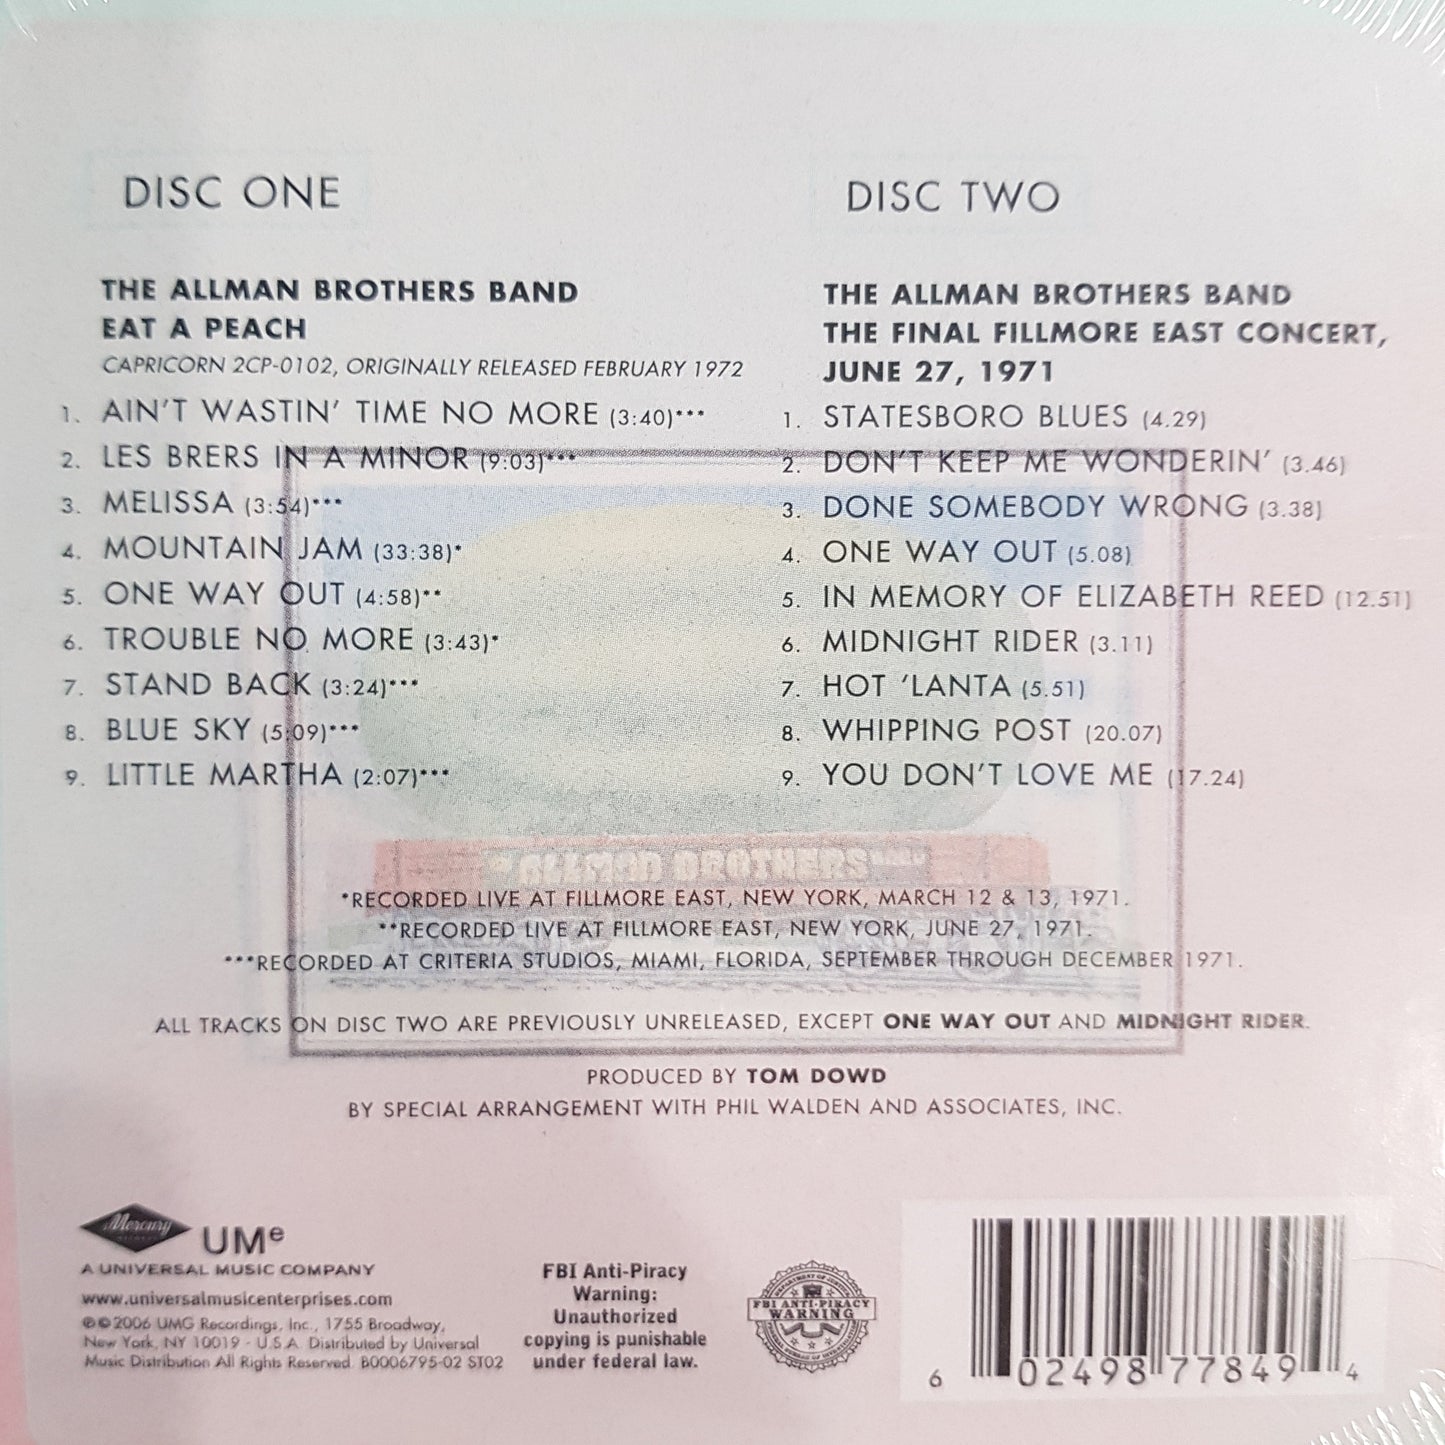 DISC ONE
THE ALLMAN BROTHERS BAND
EAT A PEACH
CAPRICORN 2CP-0102, ORIGINALLY RELEASED FEBRUARY 1972
1. AIN'T WASTIN' TIME NO MORE (3:40)***
2. LES BRERS IN A MINOR (9:03)***
3. MELISSA (3:54)***
4. MOUNTAIN JAM (33:38)*
5. ONE WAY OUT (4:58)**
6. TROUBLE NO MORE (3:43)*
7. STAND BACK (3:24)***
8. BLUE SKY (5:09)***
9. LITTLE MARTHA (2:07)***
DISC TWO
THE ALLMAN BROTHERS BAND
THE FINAL FILLMORE EAST CONCERT,
JUNE 27, 1971
1. STATESBORO BLUES (4.29)
2. DON'T KEEP ME WONDERIN' (3.46)
3. DONE SOMEBODY WRONG (3.38)
4. ONE WAY OUT (5.08)
5. IN MEMORY OF ELIZABETH REED (12.51)
6. MIDNIGHT RIDER (3.11)
7. HOT 'LANTA (5.51)
8. WHIPPING POST (20.07)
9. YOU DON'T LOVE ME (17.24)
ALLMAN BROTHERS BAND
*RECORDED LIVE AT FILLMORE EAST, NEW YORK, MARCH 12 & 13, 1971.
**RECORDED LIVE AT FILLMORE EAST, NEW YORK, JUNE 27, 1971.
***RECORDED AT CRITERIA STUDIOS, MIAMI, FLORIDA, SEPTEMBER THROUGH DECEMBER 1971.
ALL TRACKS ON DISC TWO ARE PREVIOUSLY UNRELEASED, EXCEPT ONE WAY OUT AND MIDNIGHT RIDER.
PRODUCED BY TOM DOWD
BY SPECIAL ARRANGEMENT WITH PHIL WALDEN AND ASSOCIATES, INC.
Mercury
UMe
A UNIVERSAL MUSIC COMPANY
www.universalmusicenterprises.com
℗©2006 UMG Recordings, Inc., 1755 Broadway,
New York, NY 10019 - U.S.A. Distributed by Universal
Music Distribution All Rights Reserved. B0006795-02 ST02
FBI Anti-Piracy
Warning:
Unauthorized
copying is punishable
under federal law.
DEPARTMENT OF JUSTICE
FBI ANTI-PIRACY
WARNING
6 02498 77849 4